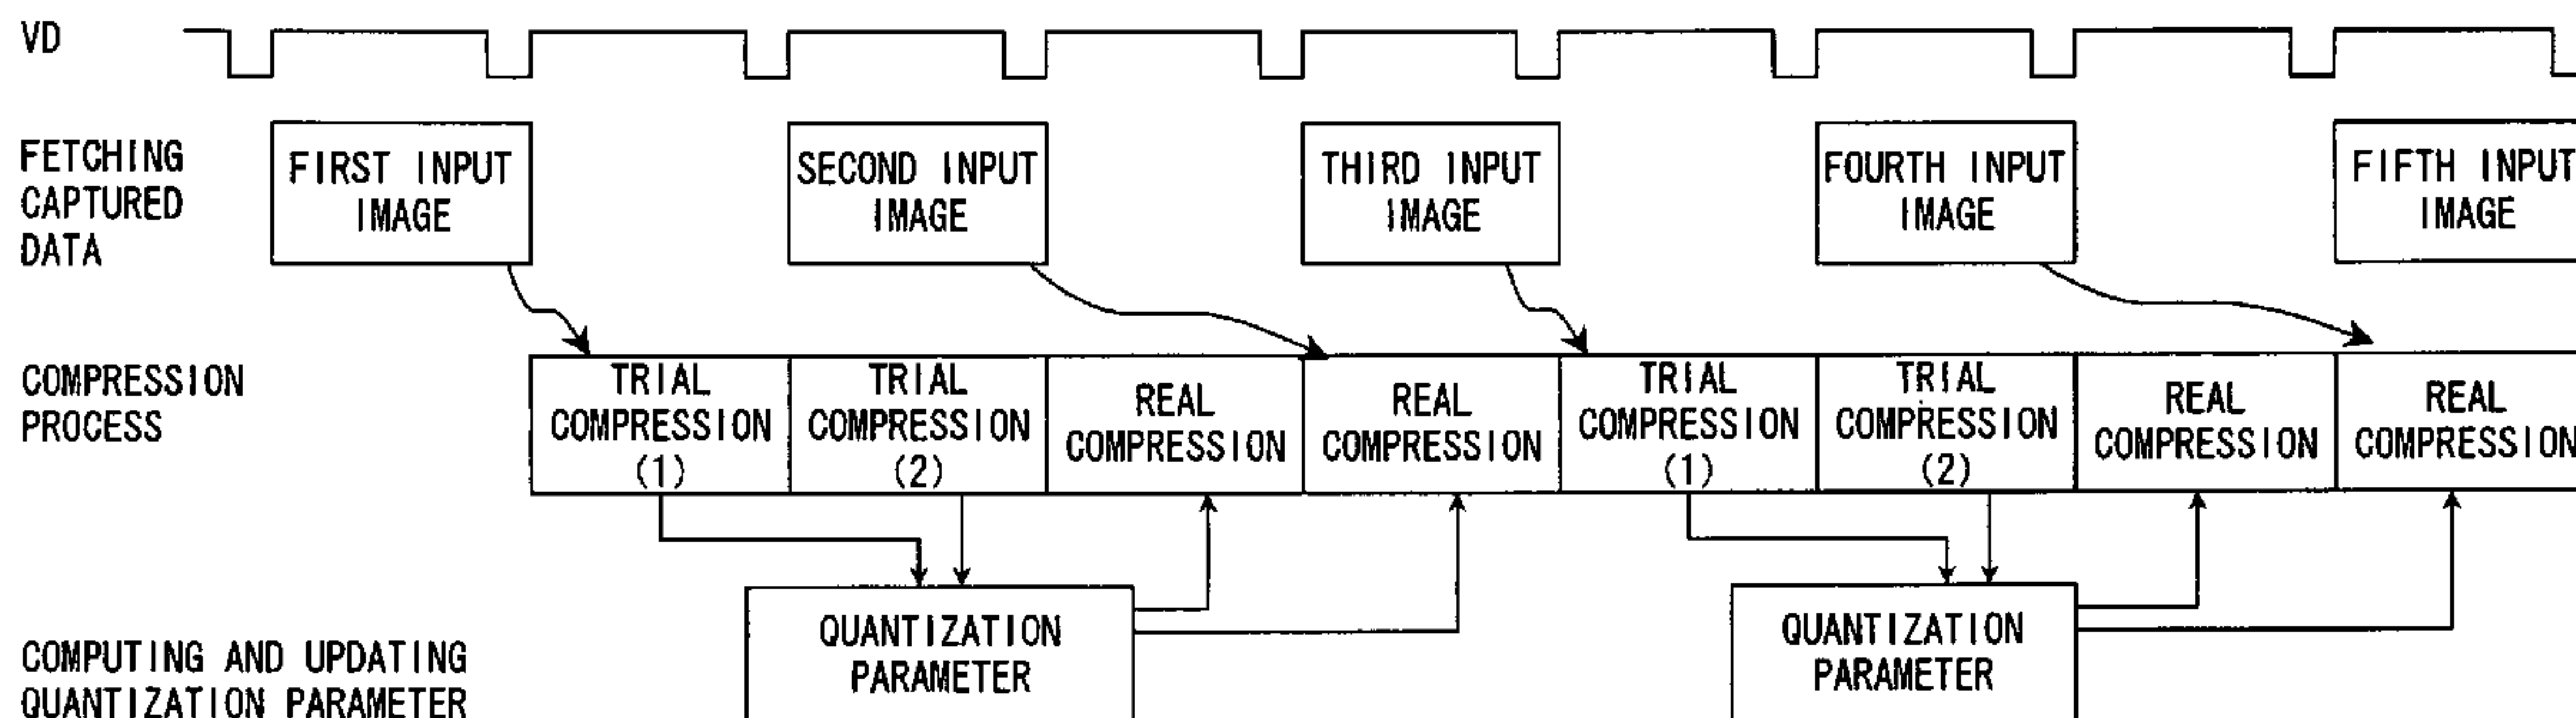 VD
FETCHING
CAPTURED
DATA
FIRST INPUT
IMAGE
SECOND INPUT
IMAGE
THIRD INPUT
IMAGE
FOURTH INPUT
IMAGE
FIFTH INPUT
IMAGE
COMPRESSION
PROCESS
TRIAL
COMPRESSION
(1)
TRIAL
COMPRESSION
(2)
REAL
COMPRESSION
REAL
COMPRESSION
TRIAL
COMPRESSION
(1)
TRIAL
COMPRESSION
(2)
REAL
COMPRESSION
REAL
COMPRESSION
COMPUTING AND UPDATING
QUANTIZATION PARAMETER
QUANTIZATION
PARAMETER
QUANTIZATION
PARAMETER